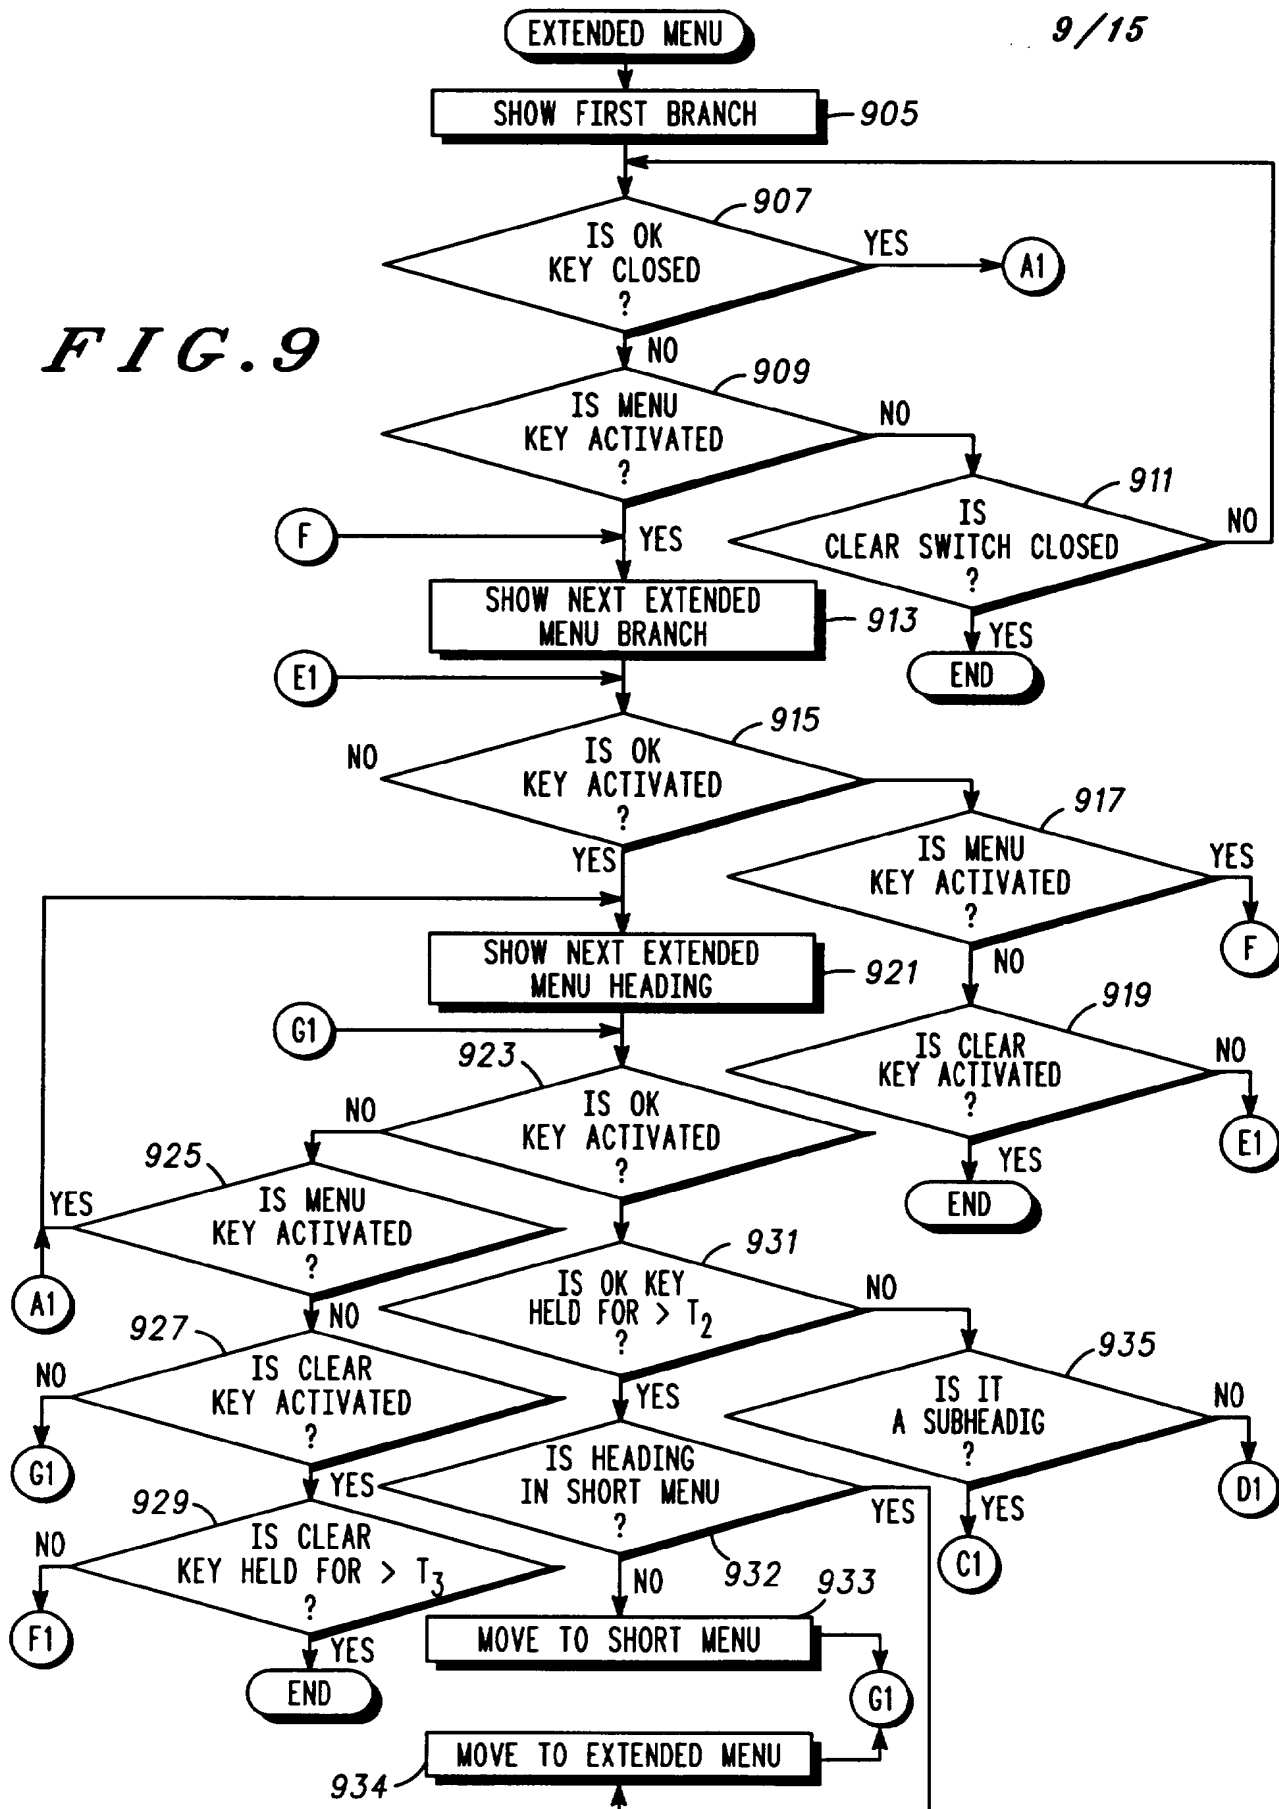 EXTENDED MENU
9/15
SHOW FIRST BRANCH
905
907
IS OK
KEY CLOSED
?
YES
A1
FIG.9
NO
909
IS MENU
KEY ACTIVATED
?
NO
911
IS
CLEAR SWITCH CLOSED
?
NO
F
YES
YES
END
SHOW NEXT EXTENDED
MENU BRANCH
913
E1
915
NO
IS OK
KEY ACTIVATED
?
YES
917
IS MENU
KEY ACTIVATED
?
YES
F
NO
SHOW NEXT EXTENDED
MENU HEADING
921
919
IS CLEAR
KEY ACTIVATED
?
NO
E1
YES
END
G1
923
NO
IS OK
KEY ACTIVATED
?
925
YES
IS MENU
KEY ACTIVATED
?
A1
NO
931
IS OK KEY
HELD FOR > T2
?
NO
YES
935
IS IT
A SUBHEADIG
?
NO
D1
YES
C1
927
NO
IS CLEAR
KEY ACTIVATED
?
G1
YES
IS HEADING
IN SHORT MENU
?
YES
932
NO
929
NO
IS CLEAR
KEY HELD FOR > T3
?
F1
YES
END
933
MOVE TO SHORT MENU
G1
MOVE TO EXTENDED MENU
934